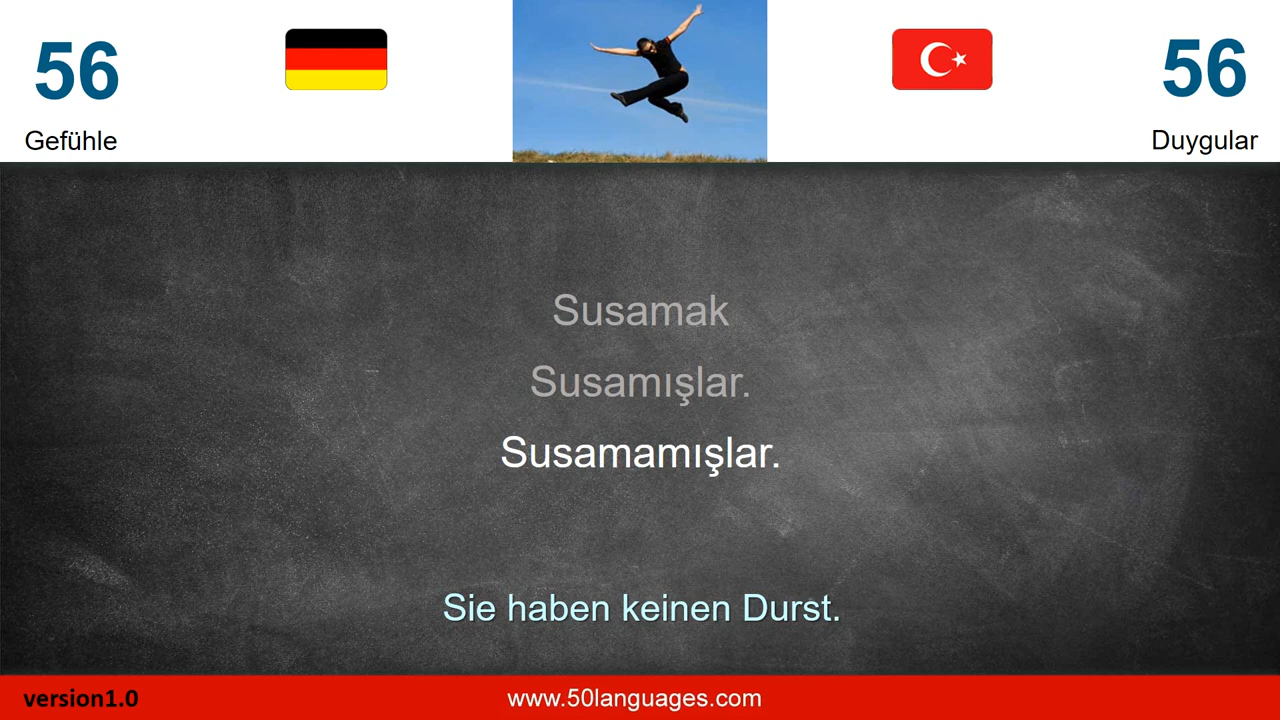 56
Gefühle
56
Duygular
Susamak
Susamışlar.
Susamamışlar.
Sie haben keinen Durst.
version1.0
www.50languages.com